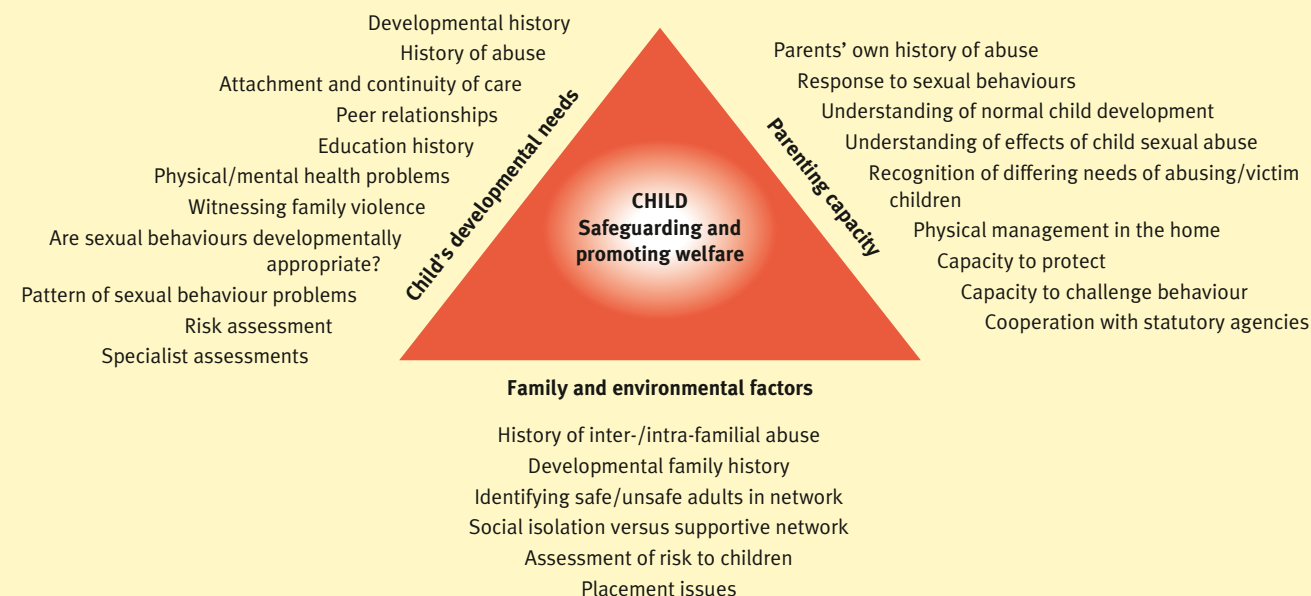 Developmental history
History of abuse
Attachment and continuity of care
Peer relationships
Education history
Physical/mental health problems
Witnessing family violence
Are sexual behaviours developmentally
appropriate?
Pattern of sexual behaviour problems
Risk assessment
Specialist assessments
Child’s developmental needs
CHILD
Safeguarding and
promoting welfare
Parenting capacity
Parents’ own history of abuse
Response to sexual behaviours
Understanding of normal child development
Understanding of effects of child sexual abuse
Recognition of differing needs of abusing/victim
children
Physical management in the home
Capacity to protect
Capacity to challenge behaviour
Cooperation with statutory agencies
Family and environmental factors
History of inter-/intra-familial abuse
Developmental family history
Identifying safe/unsafe adults in network
Social isolation versus supportive network
Assessment of risk to children
Placement issues